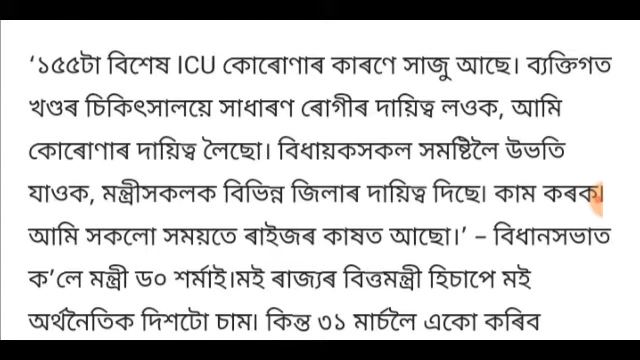 ‘১৫৫টা বিশেষ ICU কোৰোণাৰ কাৰণে সাজু আছে। ব্যক্তিগত
খণ্ডৰ চিকিৎসালয়ে সাধাৰণ ৰোগীৰ দায়িত্ব লওক, আমি
কোৰোণাৰ দায়িত্ব লৈছো। বিধায়কসকল সমষ্টিলৈ উভতি
যাওক, মন্ত্ৰীসকলক বিভিন্ন জিলাৰ দায়িত্ব দিছে। কাম কৰক।
আমি সকলো সময়তে ৰাইজৰ কাষত আছো।’ – বিধানসভাত
ক’লে মন্ত্ৰী ড০ শৰ্মাই।মই ৰাজ্যৰ বিত্তমন্ত্ৰী হিচাপে মই
অৰ্থনৈতিক দিশটো চাম। কিন্ত ৩১ মাৰ্চলৈ একো কৰিব